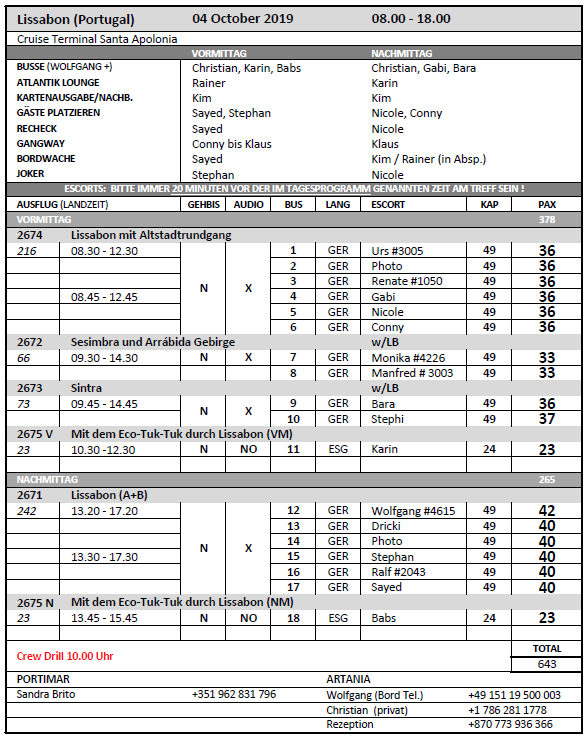 Lissabon (Portugal) 04 October 2019 08.00 - 18.00
Cruise Terminal Santa Apolonia
VORMITTAG NACHMITTAG
BUSSE (WOLFGANG +) Christian, Karin, Babs Christian, Gabi, Bara
ATLANTIK LOUNGE Rainer Karin
KARTENAUSGABE/NACHB. Kim Kim
GÄSTE PLATZIEREN Sayed, Stephan Nicole, Conny
RECHECK Sayed Nicole
GANGWAY Conny bis Klaus Klaus
BORDWACHE Sayed Kim / Rainer (in Absp.)
JOKER Stephan Nicole
ESCORTS: BITTE IMMER 20 MINUTEN VOR DER IM TAGESPROGRAMM GENANNTEN ZEIT AM TREFF SEIN !
AUSFLUG (LANDZEIT) GEHBIS AUDIO BUS LANG ESCORT KAP PAX
VORMITTAG 378
2674 Lissabon mit Altstadtrundgang
216 08.30 - 12.30 1 GER Urs #3005 49 36
2 GER Photo 49 36
N X 3 GER Renate #1050 49 36
08.45 - 12.45 4 GER Gabi 49 36
5 GER Nicole 49 36
6 GER Conny 49 36
2672 Sesimbra und Arrábida Gebirge w/LB
66 09.30 - 14.30 N X 7 GER Monika #4226 49 33
8 GER Manfred # 3003 49 33
2673 Sintra w/LB
73 09.45 - 14.45 N X 9 GER Bara 49 36
10 GER Stephi 49 37
2675 V Mit dem Eco-Tuk-Tuk durch Lissabon (VM)
23 10.30 -12.30 N NO 11 ESG Karin 24 23
NACHMITTAG 265
2671 Lissabon (A+B)
242 13.20 - 17.20 12 GER Wolfgang #4615 49 42
13 GER Dricki 49 40
N X 14 GER Photo 49 40
13.30 - 17.30 15 GER Stephan 49 40
16 GER Ralf #2043 49 40
17 GER Sayed 49 40
2675 N Mit dem Eco-Tuk-Tuk durch Lissabon (NM)
23 13.45 - 15.45 N NO 18 ESG Babs 24 23
Crew Drill 10.00 Uhr TOTAL
643
PORTIMAR ARTANIA
Sandra Brito +351 962 831 796 Wolfgang (Bord Tel.) +49 151 19 500 003
Christian (privat) +1 786 281 1778
Rezeption +870 773 936 366